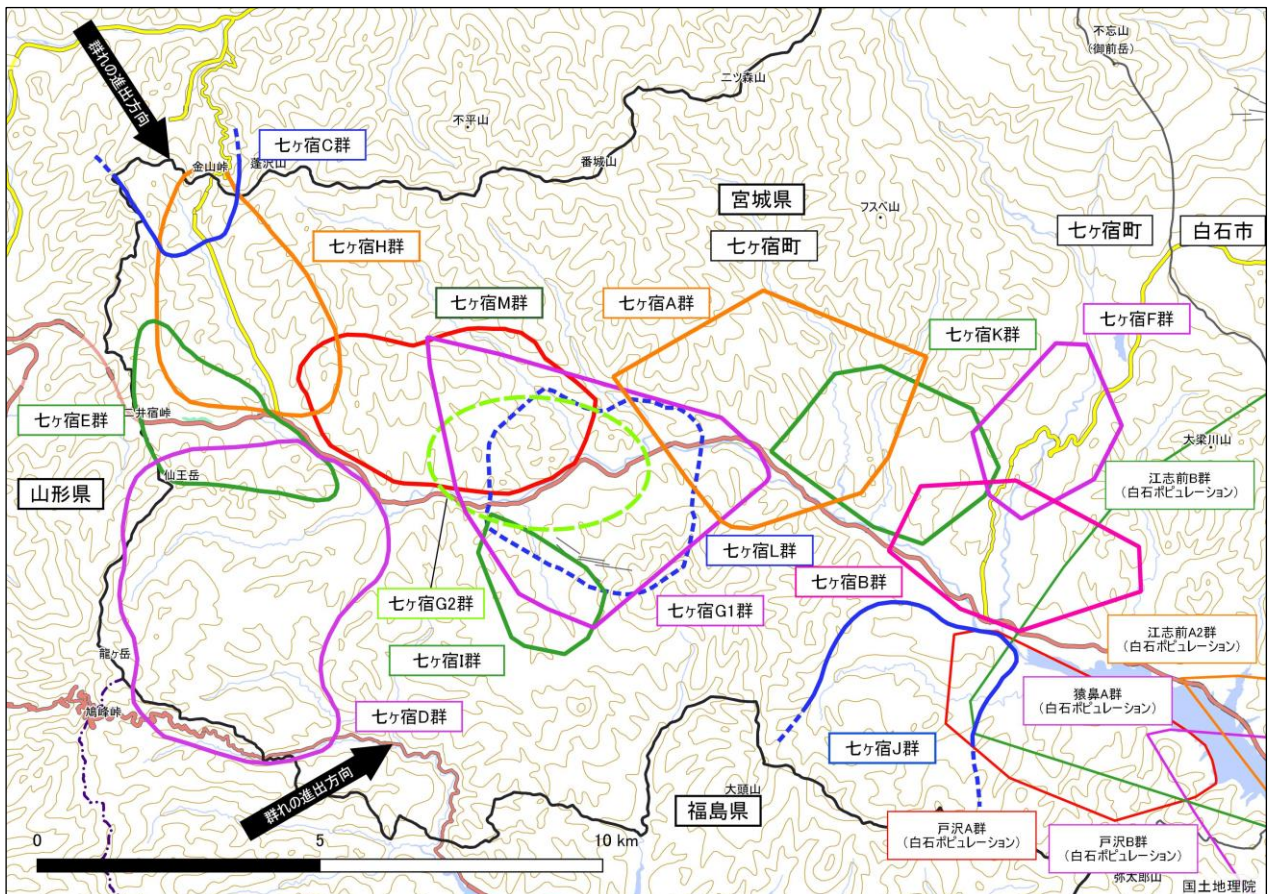 不忘山
(御前岳)
群れの進出方向
二ツ森山
不平山
七ヶ宿C群
金山峠
蓬沢山
番城山
宮城県
フスベ山
七ヶ宿町
七ヶ宿町
白石市
七ヶ宿H群
七ヶ宿M群
七ヶ宿A群
七ヶ宿K群
七ヶ宿F群
七ヶ宿E群
二井宿峠
大梁川山
仙王岳
山形県
江志前B群
(白石ポピュレーション)
七ヶ宿L群
七ヶ宿B群
七ヶ宿G2群
七ヶ宿G1群
七ヶ宿I群
江志前A2群
(白石ポピュレーション)
龍ヶ岳
猿鼻A群
(白石ポピュレーション)
鳩峰峠
七ヶ宿D群
七ヶ宿J群
群れの進出方向
大頭山
福島県
戸沢A群
(白石ポピュレーション)
戸沢B群
(白石ポピュレーション)
0
5
10 km
弥太郎山
国土地理院